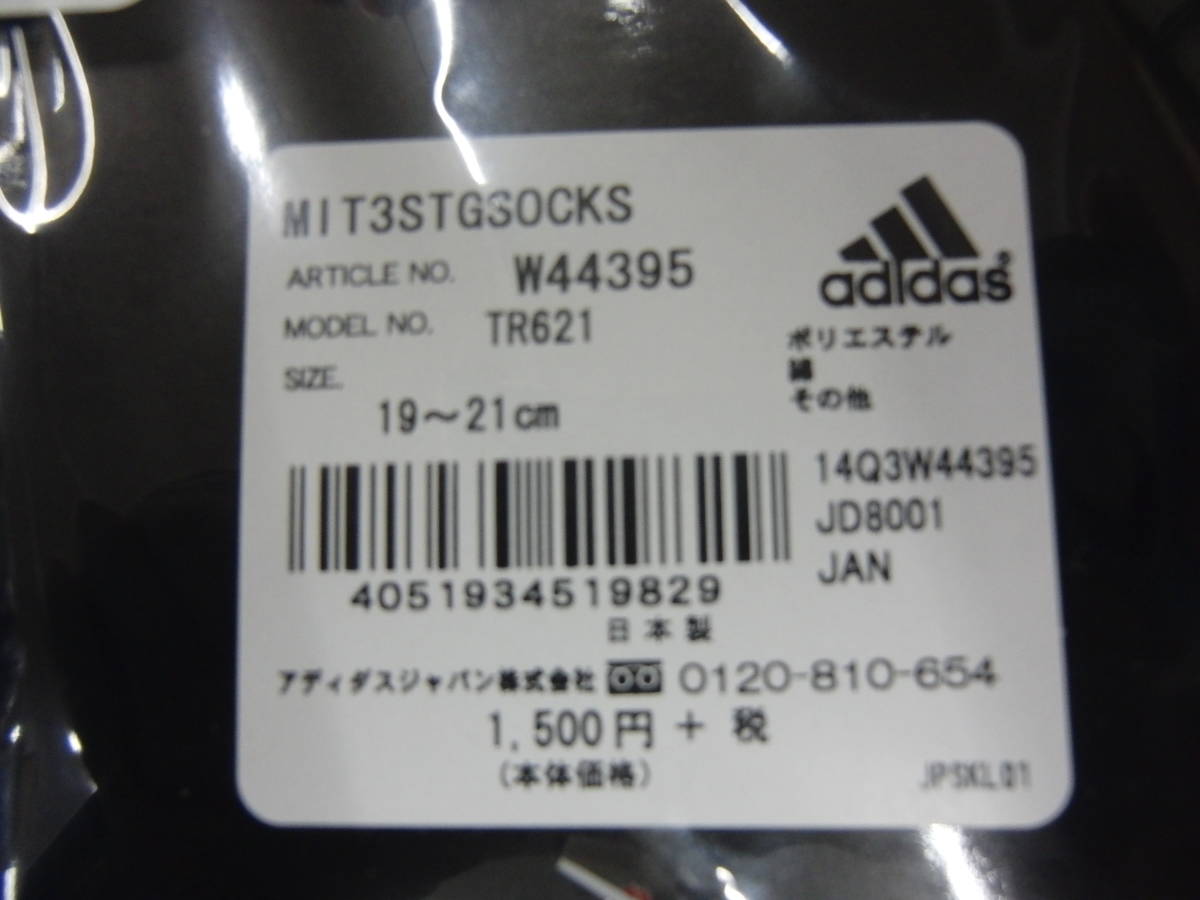 MIT3STGSOCKS
ARTICLE NO. W44395
adidas
MODEL NO. TR621
ポリエステル
綿
その他
SIZE.
19～21cm
14Q3W44395
JD8001
JAN
4051934519829
日本製
アディダスジャパン株式会社 0120-810-654
1,500円 + 税
(本体価格)
JPSKL01